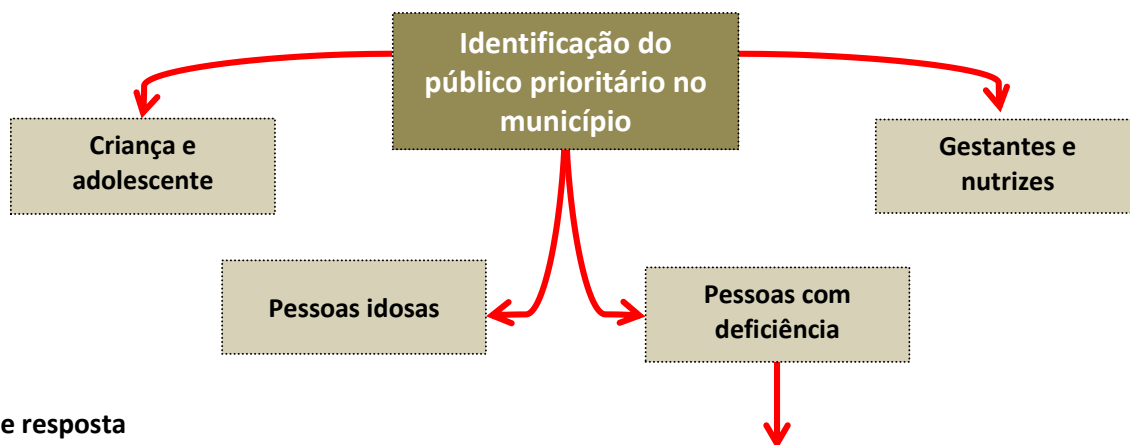 Identificação do
público prioritário no
município
Criança e
adolescente
Gestantes e
nutrizes
Pessoas idosas
Pessoas com
deficiência
e resposta